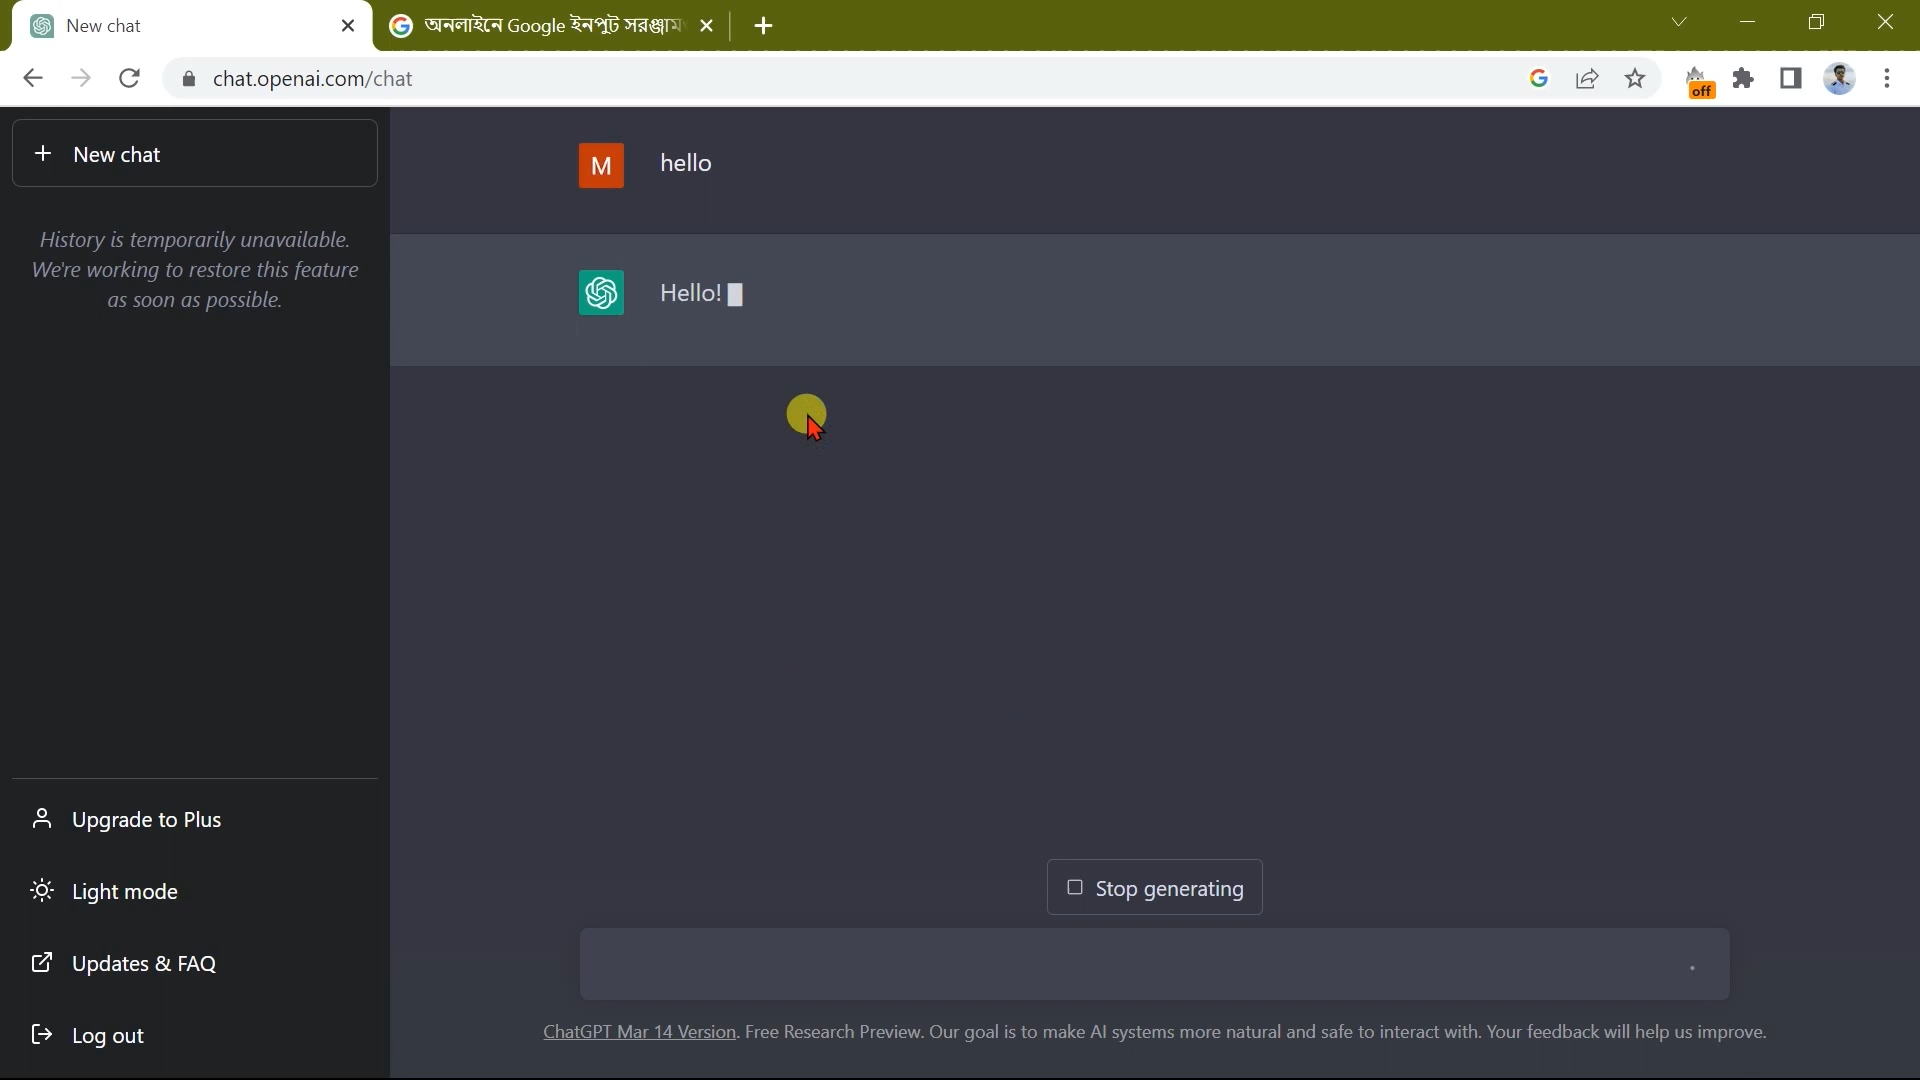 New chat
অনলাইনে Google ইনপুট সরঞ্জাম
chat.openai.com/chat
off
New chat
History is temporarily unavailable.
We're working to restore this feature
as soon as possible.
M
hello
Hello!
Stop generating
Upgrade to Plus
Light mode
Updates & FAQ
Log out
ChatGPT Mar 14 Version. Free Research Preview. Our goal is to make AI systems more natural and safe to interact with. Your feedback will help us improve.